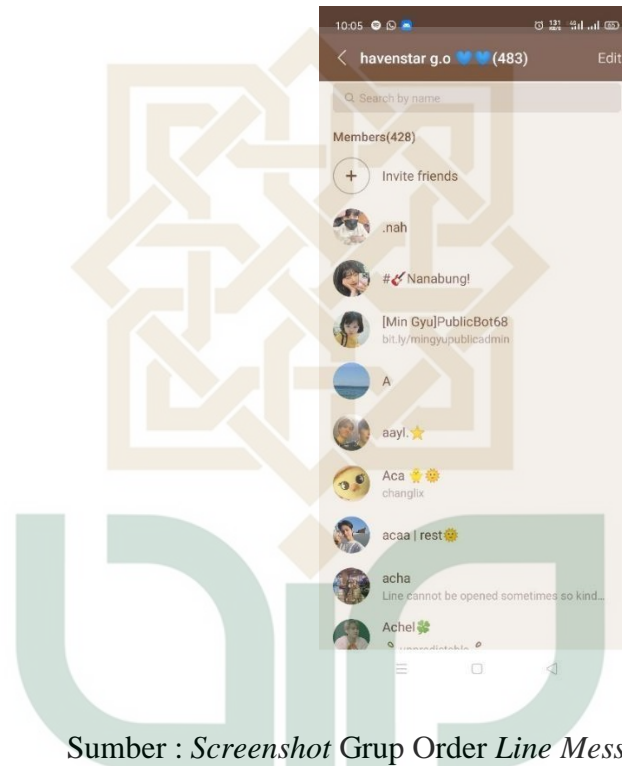 10:05
havenstar g.o 💙💙(483) Edit
Search by name
Members(428)
Invite friends
.nah
#🎸Nanabung!
[Min Gyu]PublicBot68
bit.ly/mingyupublicadmin
A
aayl.⭐
Aca 🐥🌞
changlix
acaa | rest🌞
acha
Line cannot be opened sometimes so kind...
Achel🍀
Sumber : Screenshot Grup Order Line Mess